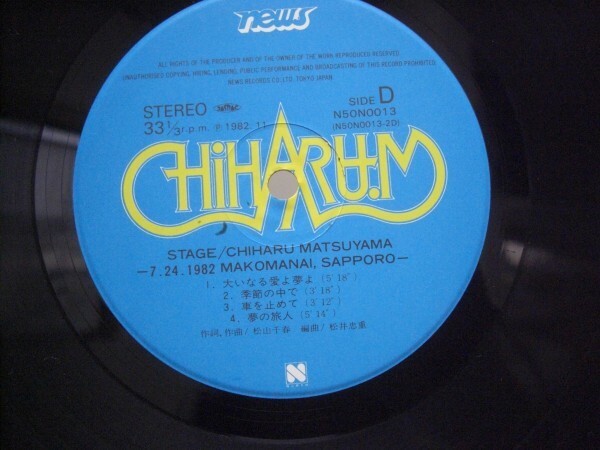 news
ALL RIGHTS OF THE PRODUCER AND OF THE OWNER OF THE WORK REPRODUCED RESERVED.
UNAUTHORISED COPYING, HIRING, LENDING, PUBLIC PERFORMANCE AND BROADCASTING OF THIS RECORD PROHIBITED
NEWS RECORDS CO., LTD. TOKYO JAPAN.
STEREO
33 1/3 r.p.m. Ⓟ 1982. 11
SIDE D
N50N0013
(N50N0013-2D)
CHIHARU.M
STAGE/CHIHARU MATSUYAMA
—7.24.1982 MAKOMANAI, SAPPORO—
1. 大いなる愛よ夢よ (5'18")
2. 季節の中で (3'18")
3. 車を止めて (3'12")
4. 夢の旅人 (5'14")
作詞、作曲/松山千春 編曲/松井忠重
N